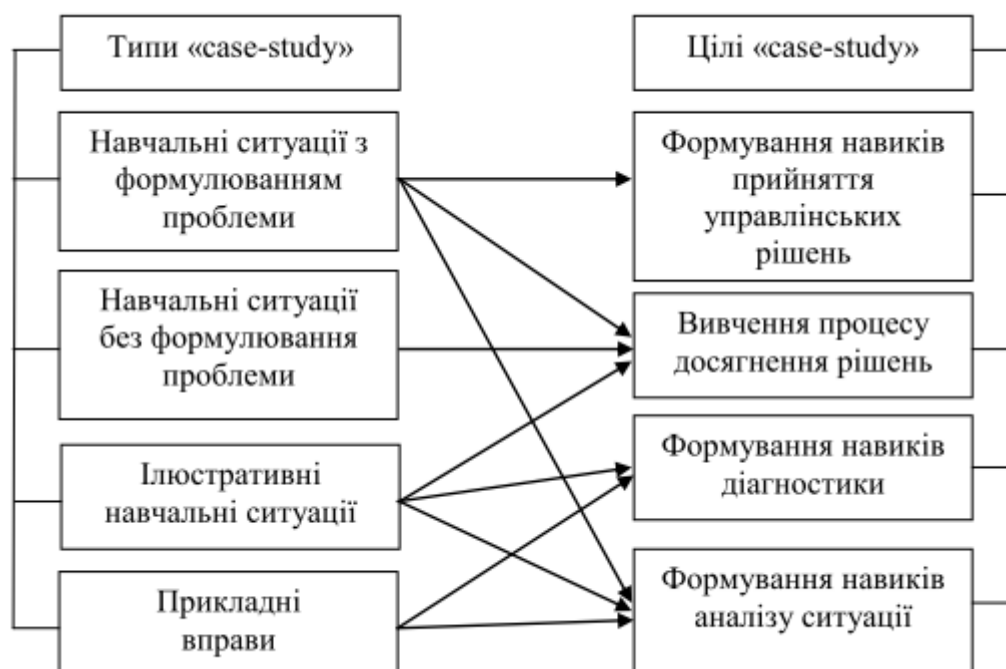 Типи «case-study»
Навчальні ситуації з
формулюванням
проблеми
Навчальні ситуації
без формулювання
проблеми
Ілюстративні
навчальні ситуації
Прикладні
вправи
Цілі «case-study»
Формування навиків
прийняття
управлінських
рішень
Вивчення процесу
досягнення рішень
Формування навиків
діагностики
Формування навиків
аналізу ситуації